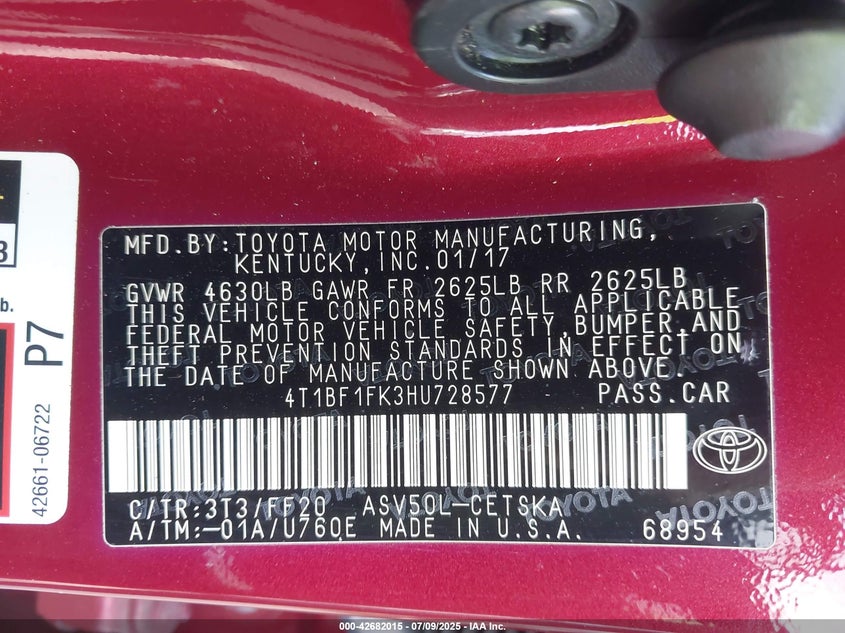 MFD.BY:TOYOTA MOTOR MANUFACTURING,
KENTUCKY,INC.01/17
GVWR 4630LB GAWR FR 2625LB RR 2625LB
THIS VEHICLE CONFORMS TO ALL APPLICABLE
FEDERAL MOTOR VEHICLE SAFETY,BUMPER,AND
THEFT PREVENTION STANDARDS IN EFFECT ON
THE DATE OF MANUFACTURE SHOWN ABOVE.
4T1BF1FK3HU728577 PASS.CAR
C/TR:3T3/FG20 ASV50L-CETSKA
A/TM:-01A/U760E MADE IN U.S.A. 68954
TOYOTA
3
b.
P7
42661-06722
000-42682015 - 07/09/2025 - IAA Inc.